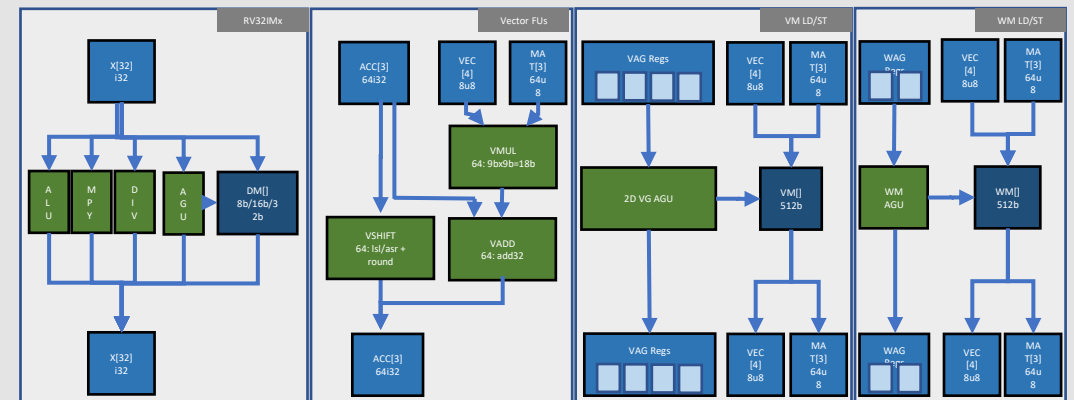 RV32IMx
X[32]
i32
A
L
U
M
P
Y
D
I
V
A
G
U
DM[]
8b/16b/3
2b
X[32]
i32
Vector FUs
ACC[3]
64i32
VEC
[4]
8u8
MA
T[3]
64u
8
VMUL
64: 9bx9b=18b
VSHIFT
64: lsl/asr +
round
VADD
64: add32
ACC[3]
64i32
VM LD/ST
VAG Regs
VEC
[4]
8u8
MA
T[3]
64u
8
2D VG AGU
VM[]
512b
VAG Regs
VEC
[4]
8u8
MA
T[3]
64u
8
WM LD/ST
WAG
Regs
VEC
[4]
8u8
MA
T[3]
64u
8
WM
AGU
WM[]
512b
WAG
Regs
VEC
[4]
8u8
MA
T[3]
64u
8